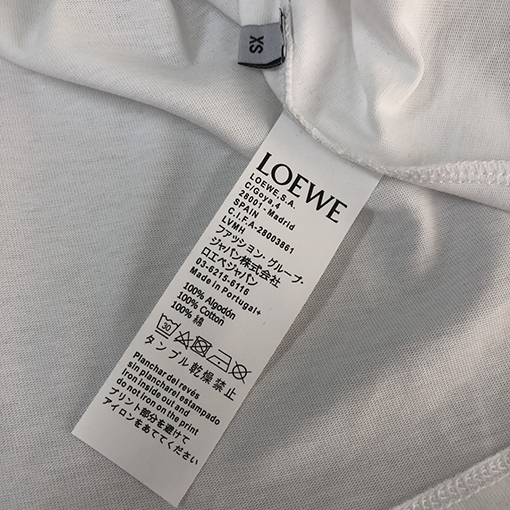 XS
LOEWE
LOEWE,S.A.
C/Goya,4
28001-Madrid
SPAIN
C.I.F.A-28003861
LVMH
ファッション・グループ・
ジャパン株式会社
ロエベジャパン
03-6215-6116
Made in Portugal+
100% Algodón
100% Cotton
100% 綿
30
タンブル乾燥禁止
Planchar del revés
sin plancharel estampado
iron inside out and
do not iron on the print
プリント部分を避けて
アイロンをあててください